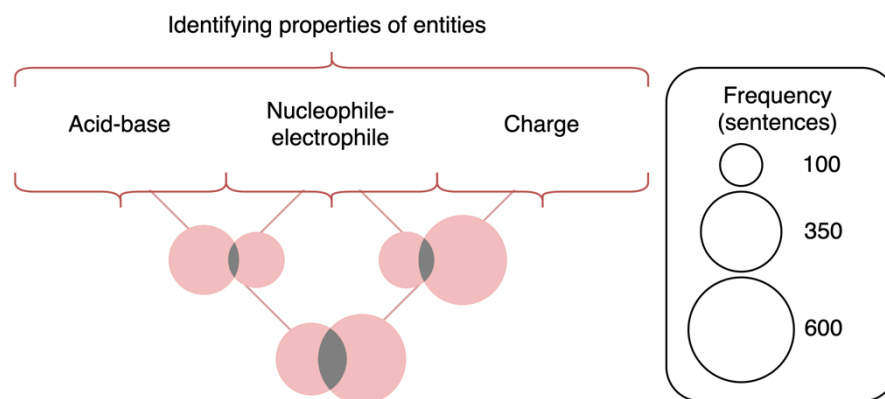 Identifying properties of entities
Acid-base
Nucleophile-
electrophile
Charge
Frequency
(sentences)
100
350
600